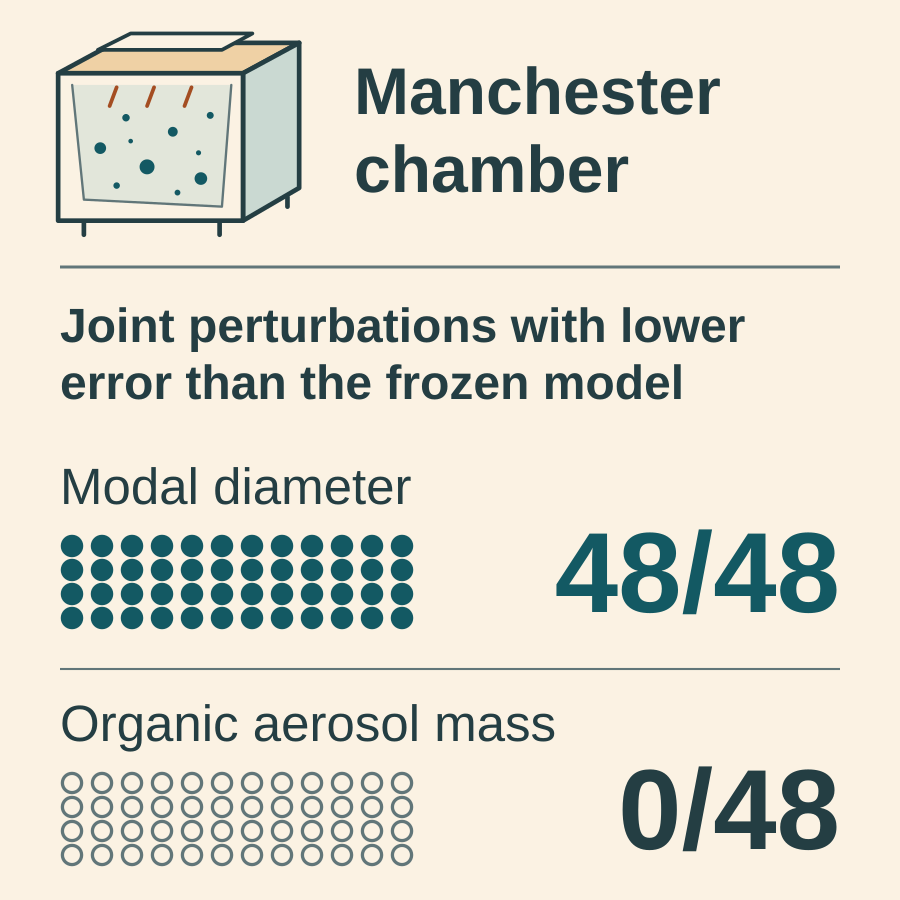 Manchester
chamber
Joint perturbations with lower
error than the frozen model
Modal diameter
48/48
Organic aerosol mass
0/48